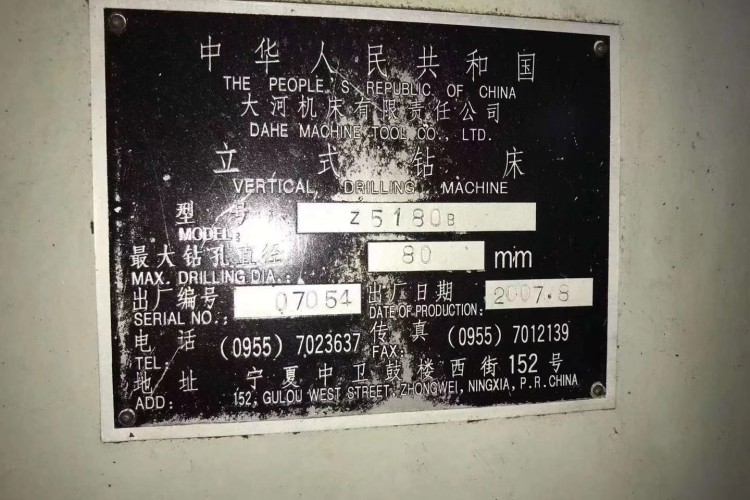 中华人民共和国
THE PEOPLE'S REPUBLIC OF CHINA
大河机床有限责任公司
DAHE MACHINE TOOL CO., LTD.
立式钻床
VERTICAL DRILLING MACHINE
型号 Z5180B
MODEL:
最大钻孔直径 80 mm
MAX. DRILLING DIA.:
出厂编号 07054 出厂日期 2007.8
SERIAL NO.: DATE OF PRODUCTION:
电话 (0955) 7023637 传真 (0955) 7012139
TEL: FAX:
地址 宁夏中卫鼓楼西街152号
ADD: 152, GULOU WEST STREET, ZHONGWEI, NINGXIA, P.R.CHINA